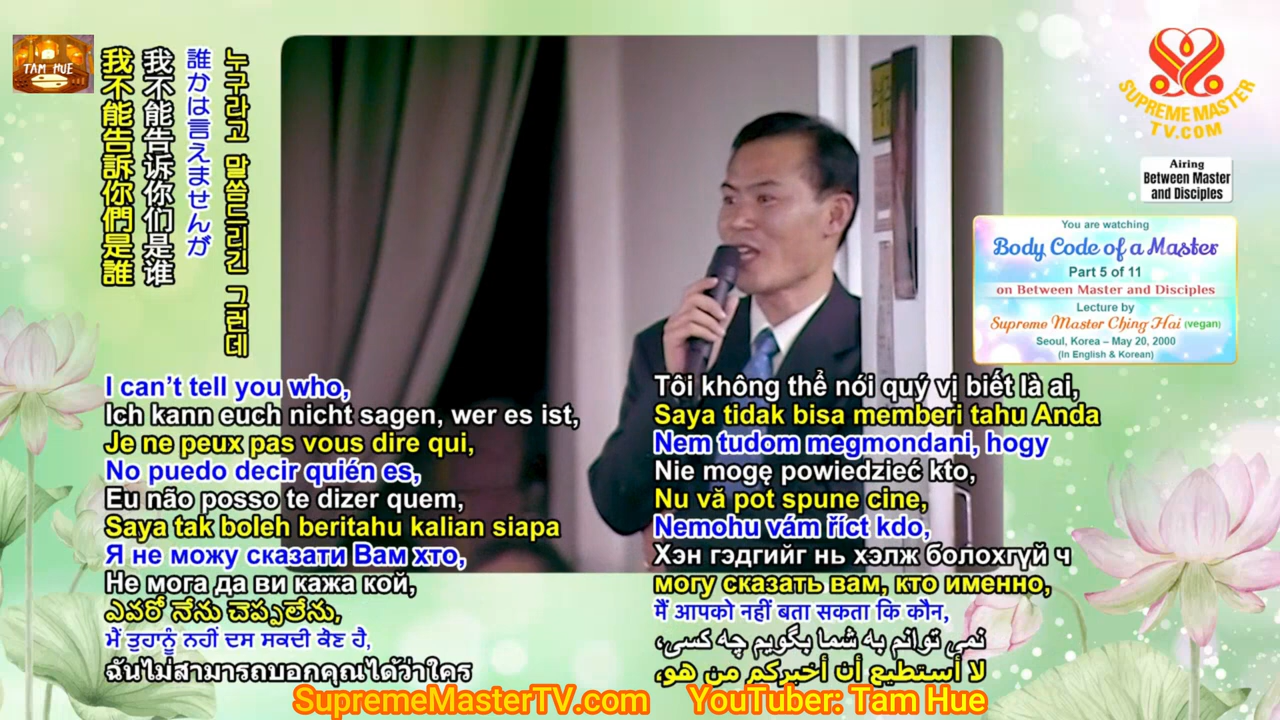 TAM HUE
我不能告訴你們是誰
我不能告诉你们是谁
誰かは言えませんが
누구라고 말씀드리긴 그런데
SUPREME MASTER
TV.COM
Airing
Between Master
and Disciples
You are watching
Body Code of a Master
Part 5 of 11
on Between Master and Disciples
Lecture by
Supreme Master Ching Hai (vegan)
Seoul, Korea – May 20, 2000
(In English & Korean)
I can't tell you who,
Ich kann euch nicht sagen, wer es ist,
Je ne peux pas vous dire qui,
No puedo decir quién es,
Eu não posso te dizer quem,
Saya tak boleh beritahu kalian siapa
Я не можу сказати Вам хто,
Не мога да ви кажа кой,
ఎవరో నేను చెప్పలేను,
ਮੈਂ ਤੁਹਾਨੂੰ ਨਹੀਂ ਦਸ ਸਕਦੀ ਕੋਣ ਹੈ,
ฉันไม่สามารถบอกคุณได้ว่าใคร
Tôi không thể nói quý vị biết là ai,
Saya tidak bisa memberi tahu Anda
Nem tudom megmondani, hogy
Nie mogę powiedzieć kto,
Nu vă pot spune cine,
Nemohu vám říct kdo,
Хэн гэдгийг нь хэлж болохгүй ч
могу сказать вам, кто именно,
मैं आपको नहीं बता सकता कि कौन,
نمی توانم به شما بگویم چه کسی،
لا أستطيع أن أخبركم من هو،
SupremeMasterTV.com YouTuber: Tam Hue